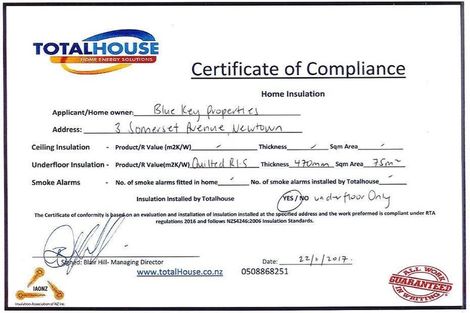 TOTALHOUSE
HOME ENERGY SOLUTIONS
Certificate of Compliance
Home Insulation
Applicant/Home owner: Blue Key Properties
Address: 3 Somerset Avenue, Newtown
Ceiling Insulation - Product/R Value (m2K/W) Thickness Sqm Area
Underfloor Insulation - Product/R Value(m2K/W) Quilted R1.5 Thickness 470mm Sqm Area 75m²
Smoke Alarms - No. of smoke alarms fitted in home No. of smoke alarms installed by Totalhouse
Insulation Installed by Totalhouse YES / NO underfloor Only
The Certificate of conformity is based on an evaluation and installation of insulation installed at the specified address and the work preformed is compliant under RTA
regulations 2016 and follows NZS4246:2006 Insulation Standards.
Signed: Blair Hill- Managing Director
Date: 2017
www.totalHouse.co.nz 0508868251
IAONZ
Insulation Association of NZ Inc.
ALL WORK
GUARANTEED
IN WRITING